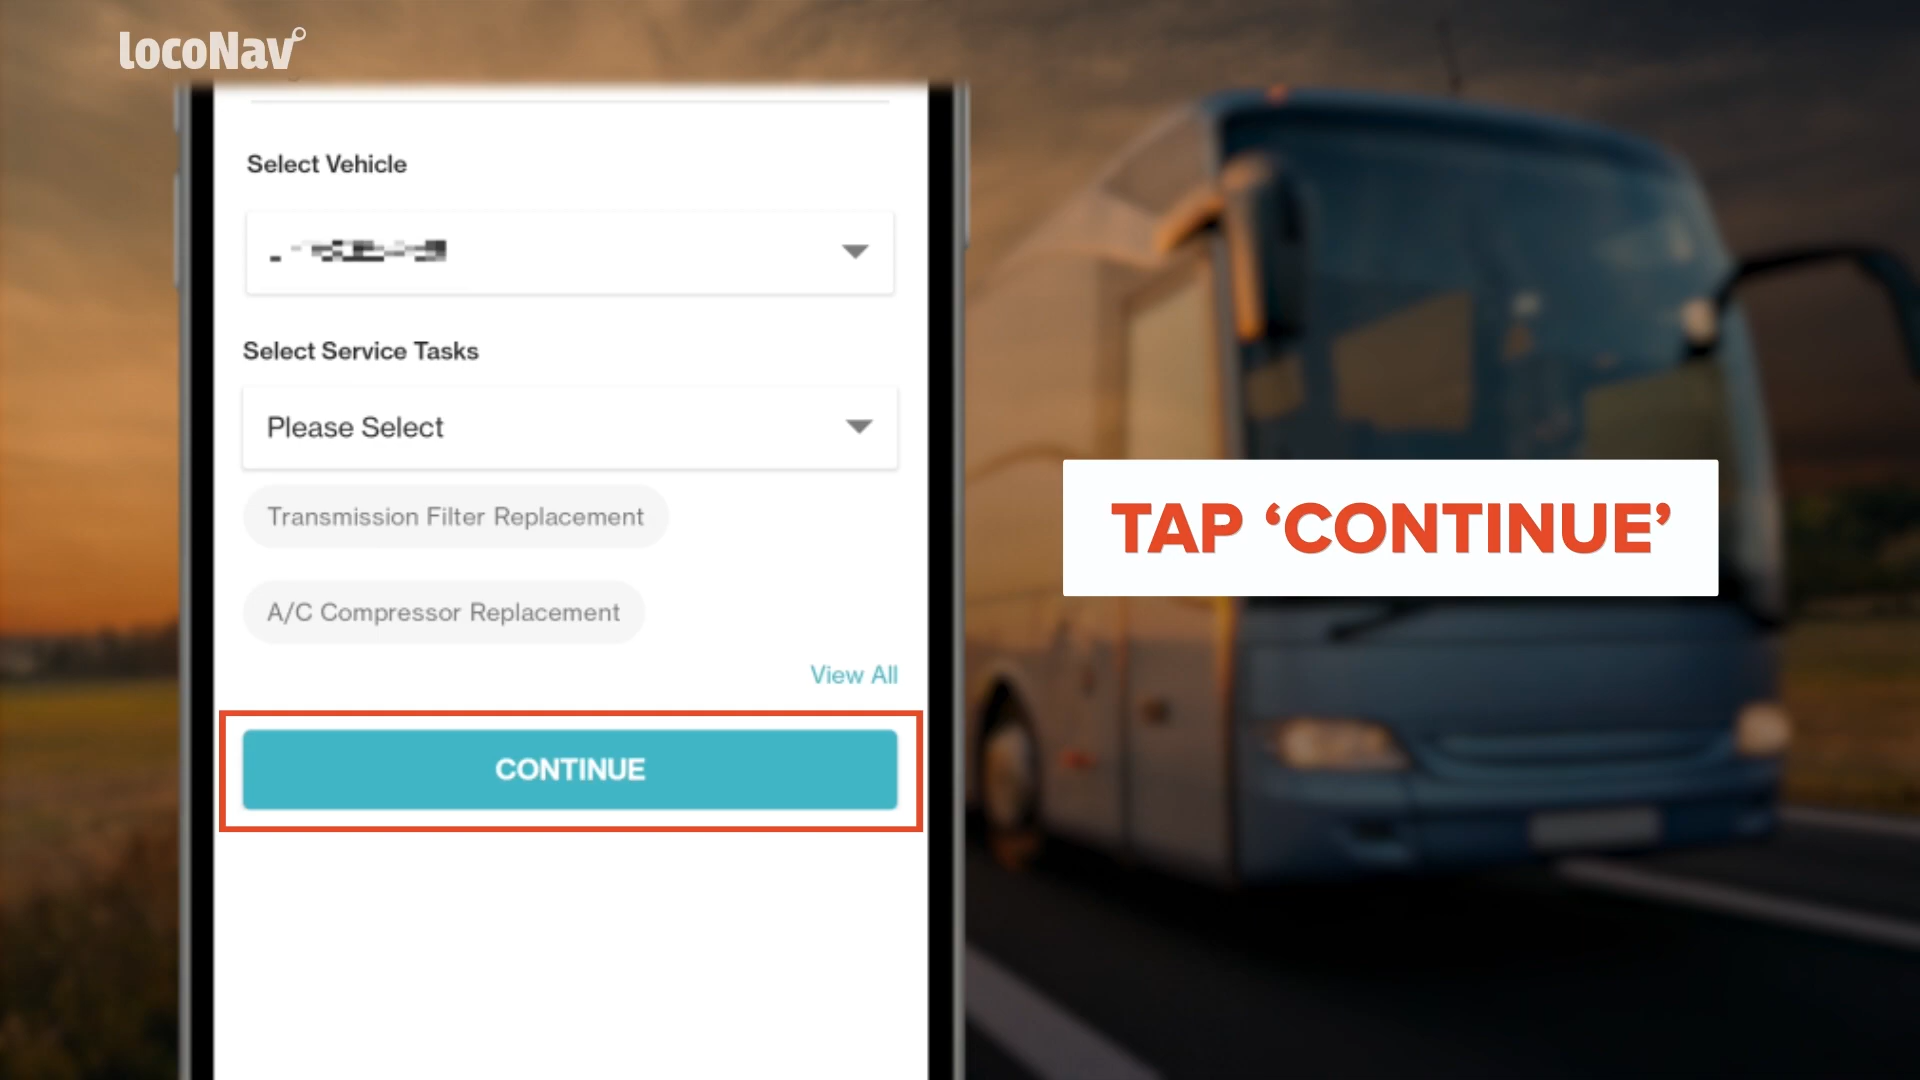 locoNav
Select Vehicle
Select Service Tasks
Please Select
Transmission Filter Replacement
A/C Compressor Replacement
View All
CONTINUE
TAP ‘CONTINUE’